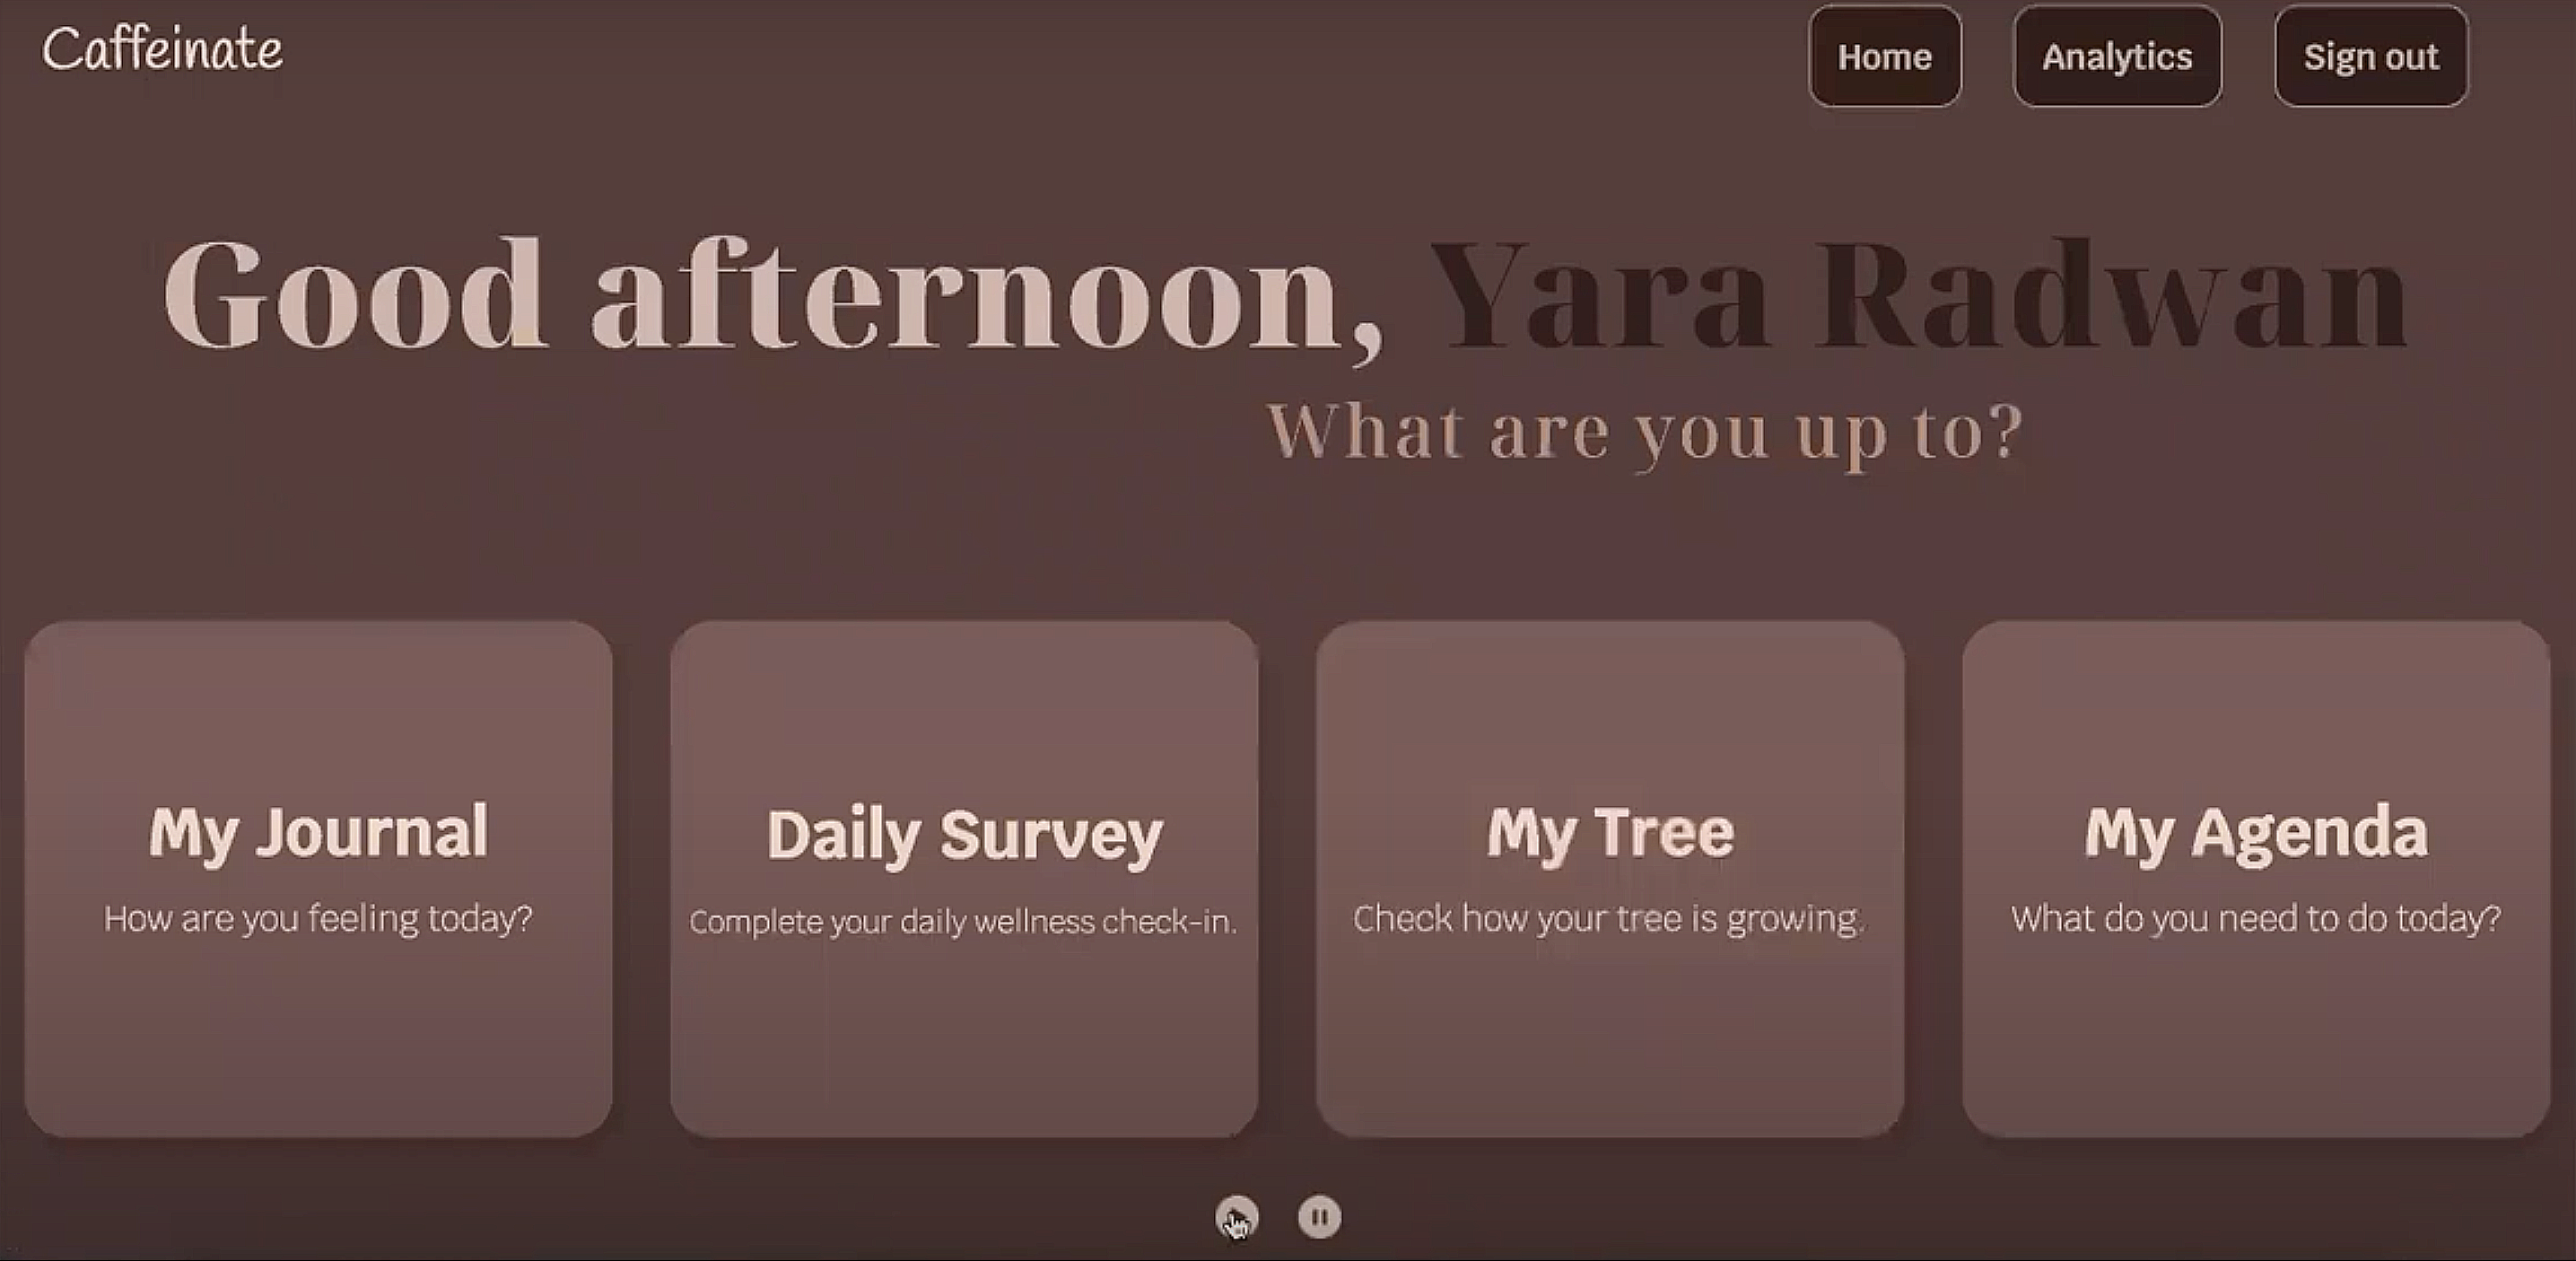 Caffeinate
Home
Analytics
Sign out
Good afternoon, Yara Radwan
What are you up to?
My Journal
How are you feeling today?
Daily Survey
Complete your daily wellness check-in.
My Tree
Check how your tree is growing.
My Agenda
What do you need to do today?